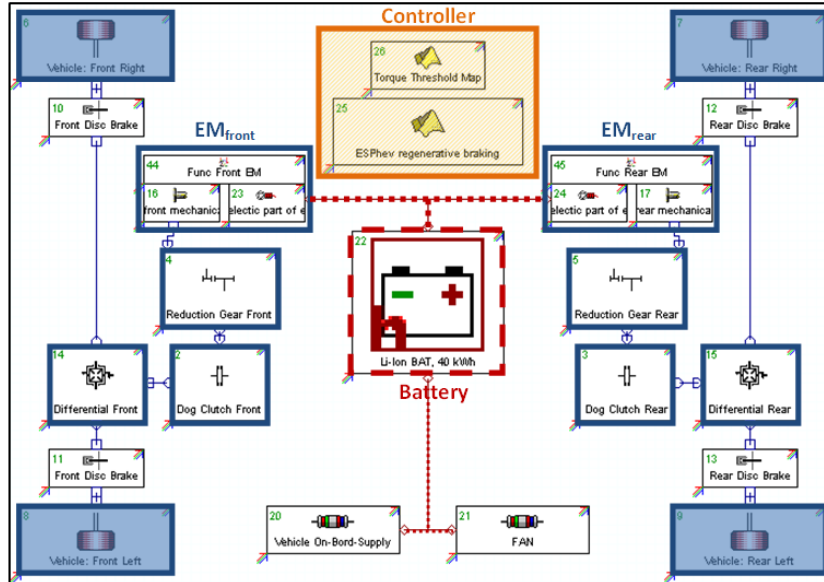 Controller
6
Vehicle: Front Right
26
Torque Threshold Map
7
Vehicle: Rear Right
10
Front Disc Brake
25
ESPhev regenerative braking
12
Rear Disc Brake
EMfront
EMrear
44
Func Front EM
45
Func Rear EM
16
front mechanica
23
electic part of e
24
electic part of e
17
rear mechanica
22
Li-Ion BAT, 40 kWh
Battery
4
Reduction Gear Front
5
Reduction Gear Rear
14
Differential Front
2
Dog Clutch Front
3
Dog Clutch Rear
15
Differential Rear
11
Front Disc Brake
13
Rear Disc Brake
8
Vehicle: Front Left
20
Vehicle On-Bord-Supply
21
FAN
9
Vehicle: Rear Left